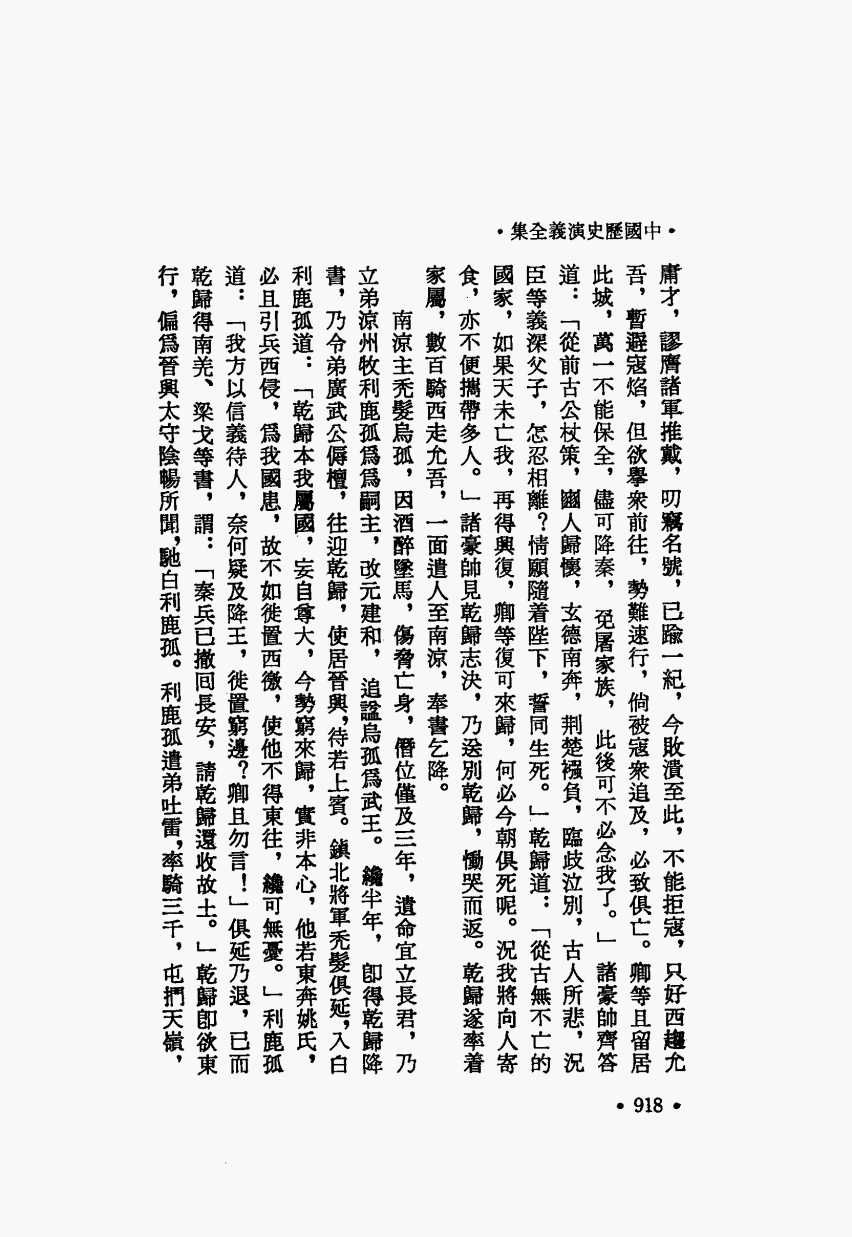 •中國歷史演義全集•
庸才，謬膺諸軍推戴，叨竊名號，已踰一紀，今敗潰至此，不能拒寇，只好西趨允
吾，暫避寇焰，但欲舉衆前往，勢難速行，倘被寇衆追及，必致俱亡。卿等且留居
此城，萬一不能保全，儘可降秦，免屠家族，此後可不必念我了。」諸豪帥齊答
道：「從前古公杖策，豳人歸懷，玄德南奔，荆楚襁負，臨歧泣別，古人所悲，況
臣等義深父子，怎忍相離？情願隨着陛下，誓同生死。」乾歸道：「從古無不亡的
國家，如果天未亡我，再得興復，卿等復可來歸，何必今朝俱死呢。況我將向人寄
食，亦不便攜帶多人。」諸豪帥見乾歸志決，乃送別乾歸，慟哭而返。乾歸遂率着
家屬，數百騎西走允吾，一面遣人至南涼，奉書乞降。
南涼主禿髮烏孤，因酒醉墜馬，傷脅亡身，僭位僅及三年，遺命宜立長君，乃
立弟涼州牧利鹿孤爲爲嗣主，改元建和，追諡烏孤爲武王。纔半年，卽得乾歸降
書，乃令弟廣武公傉檀，往迎乾歸，使居晉興，待若上賓。鎮北將軍禿髮俱延，入白
利鹿孤道：「乾歸本我屬國，妄自尊大，今勢窮來歸，實非本心，他若東奔姚氏，
必且引兵西侵，爲我國患，故不如徙置西徼，使他不得東往，纔可無憂。」利鹿孤
道：「我方以信義待人，奈何疑及降王，徙置窮邊？卿且勿言！」俱延乃退，已而
乾歸得南羌、梁戈等書，謂：「秦兵已撤回長安，請乾歸還收故土。」乾歸卽欲東
行，偏爲晉興太守陰暢所聞，馳白利鹿孤。利鹿孤遣弟吐雷，率騎三千，屯捫天嶺，
•918•